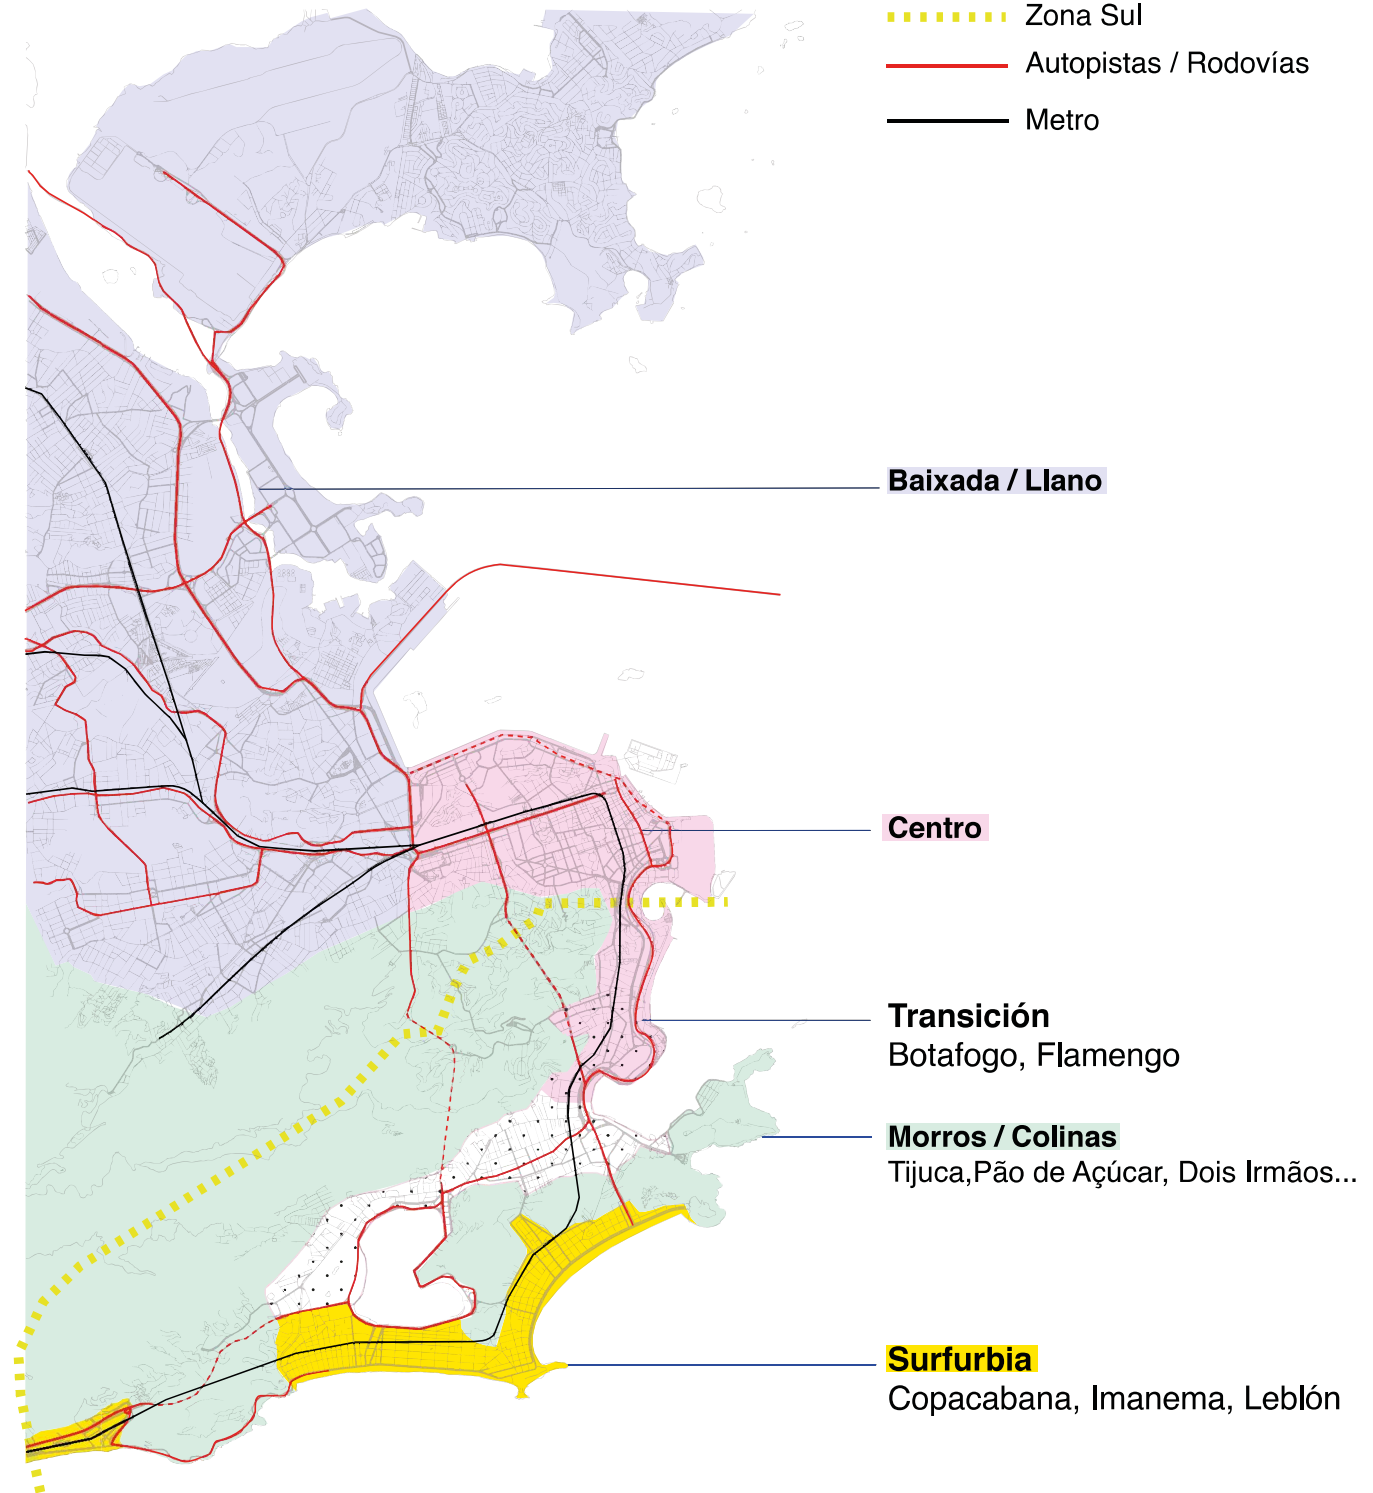 Zona Sul
Autopistas / Rodovías
Metro
Baixada / Llano
Centro
Transición
Botafogo, Flamengo
Morros / Colinas
Tijuca,Pão de Açúcar, Dois Irmãos...
Surfurbia
Copacabana, Imanema, Leblón